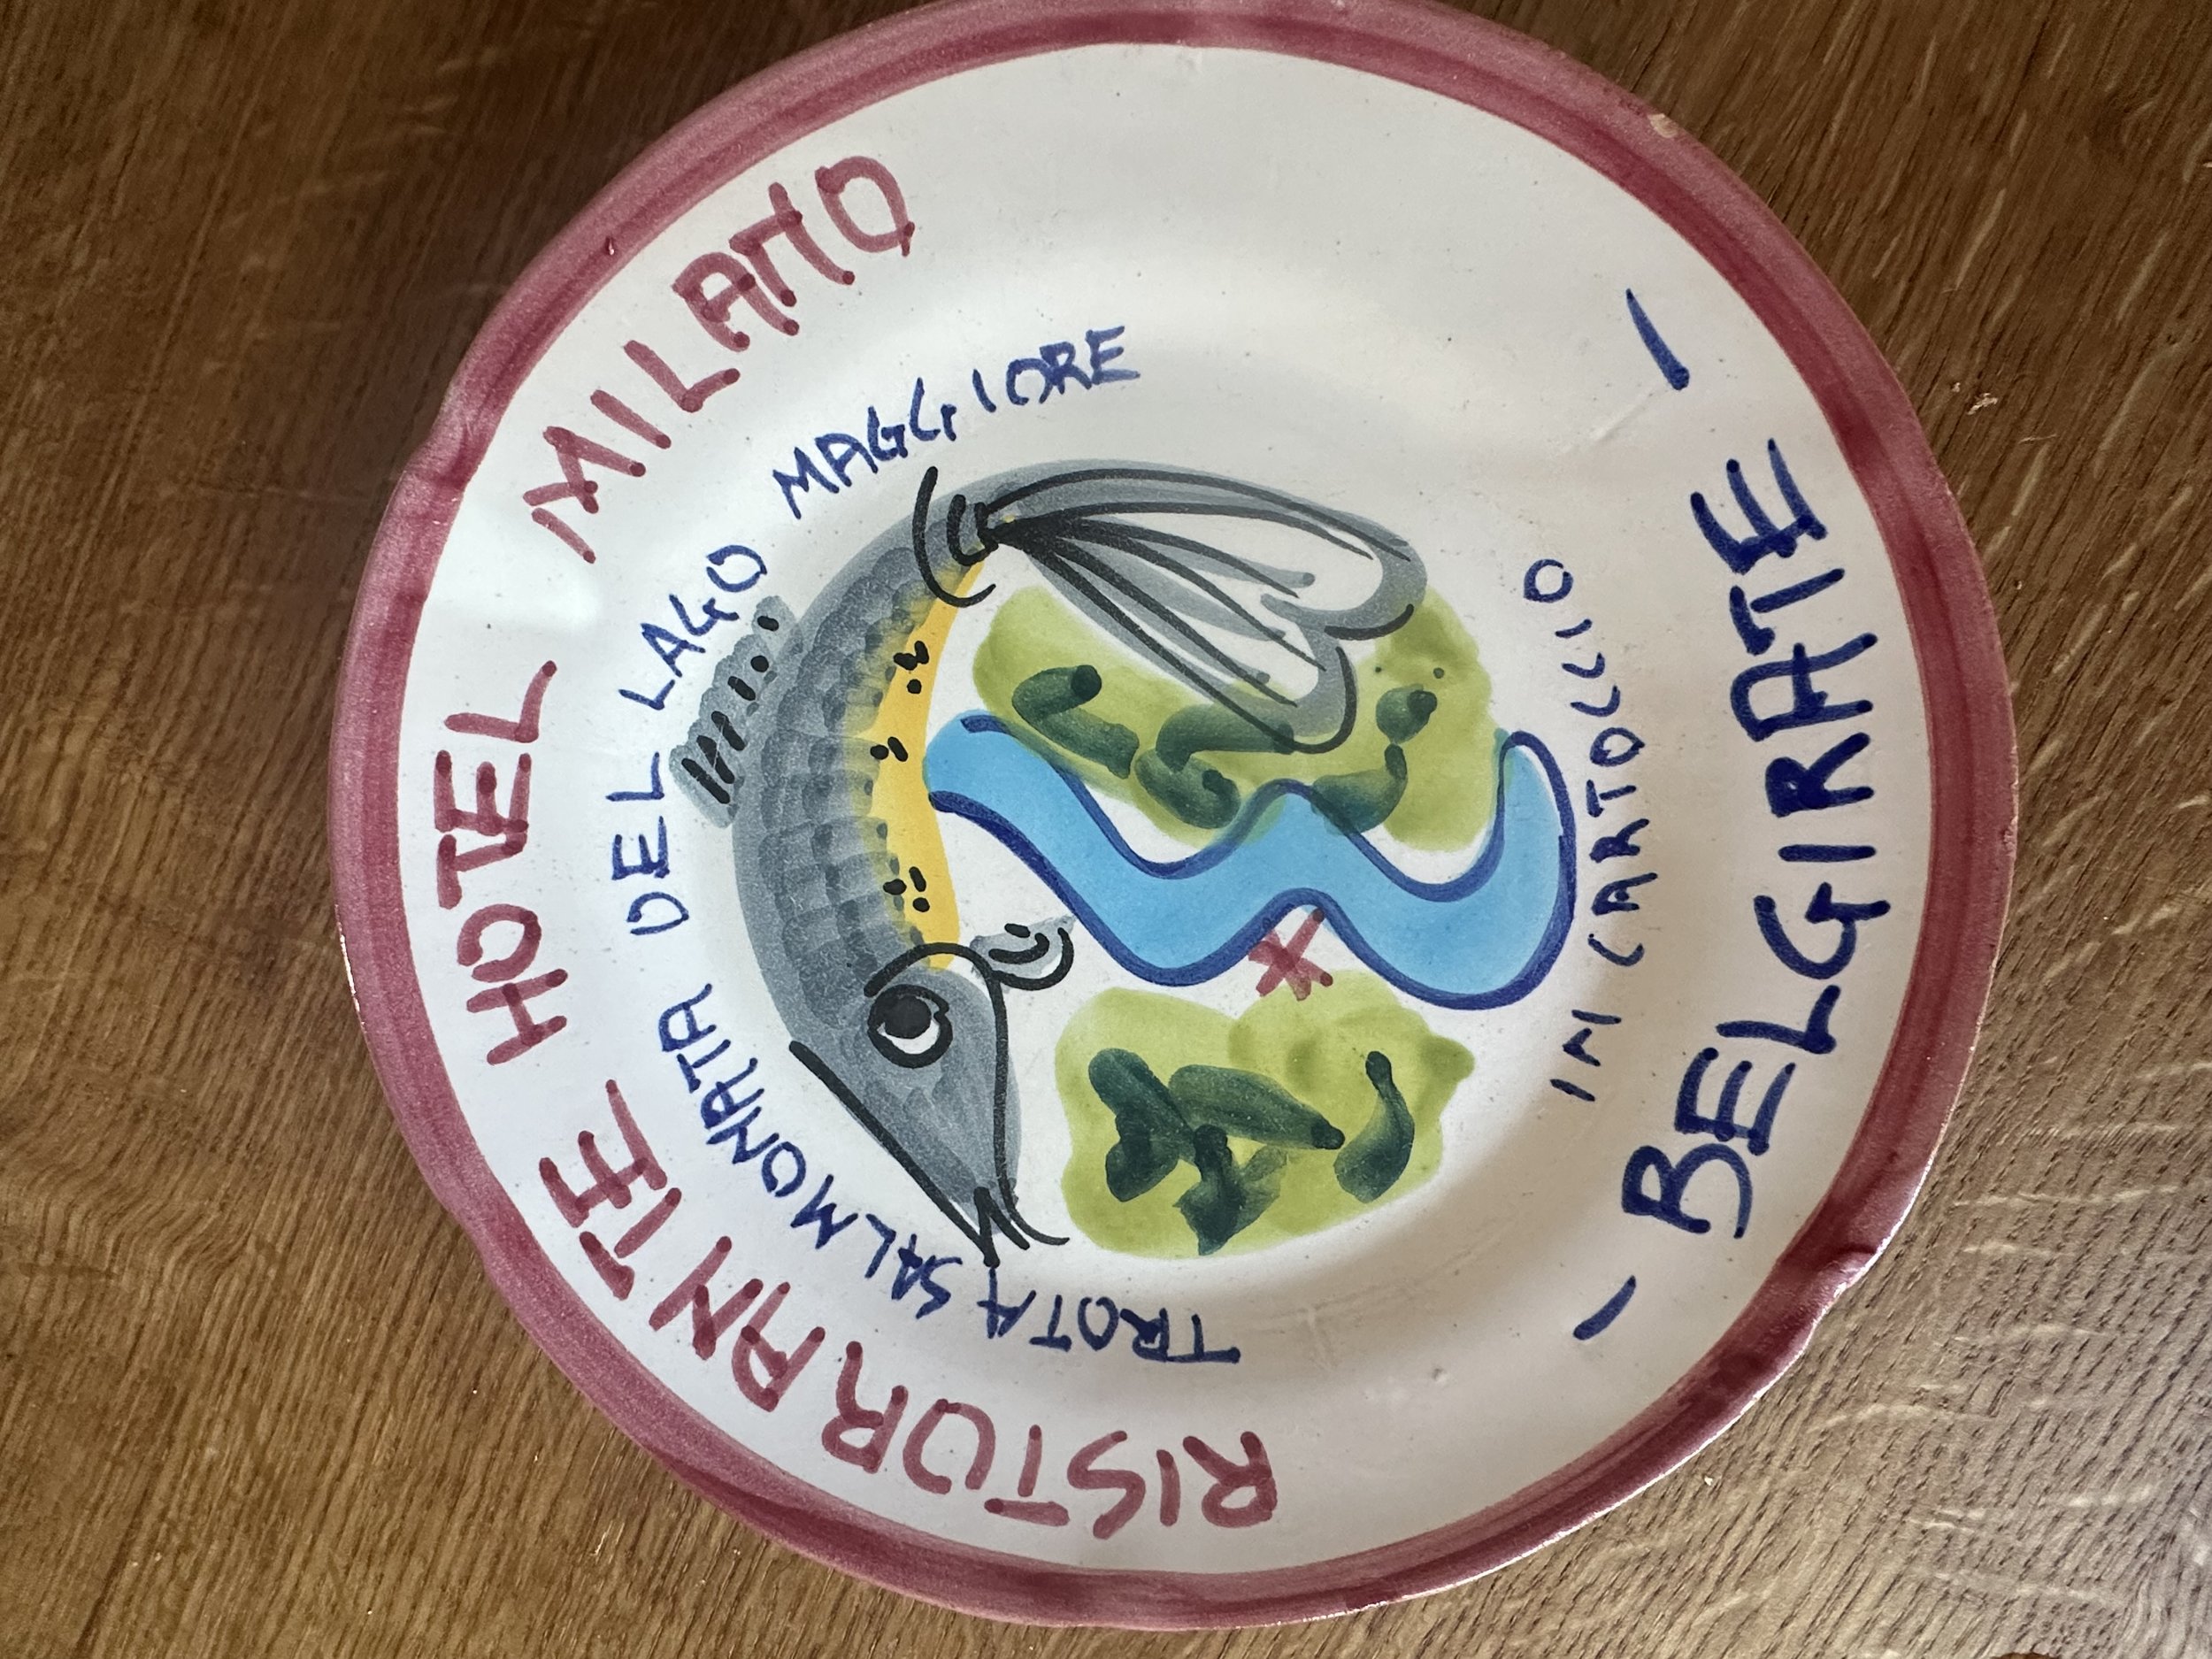 RISTORANTE HOTEL MILANO
TROTA SALMONATA DEL LAGO MAGGIORE
IN CARTOCCIO
- BELGIRATE -